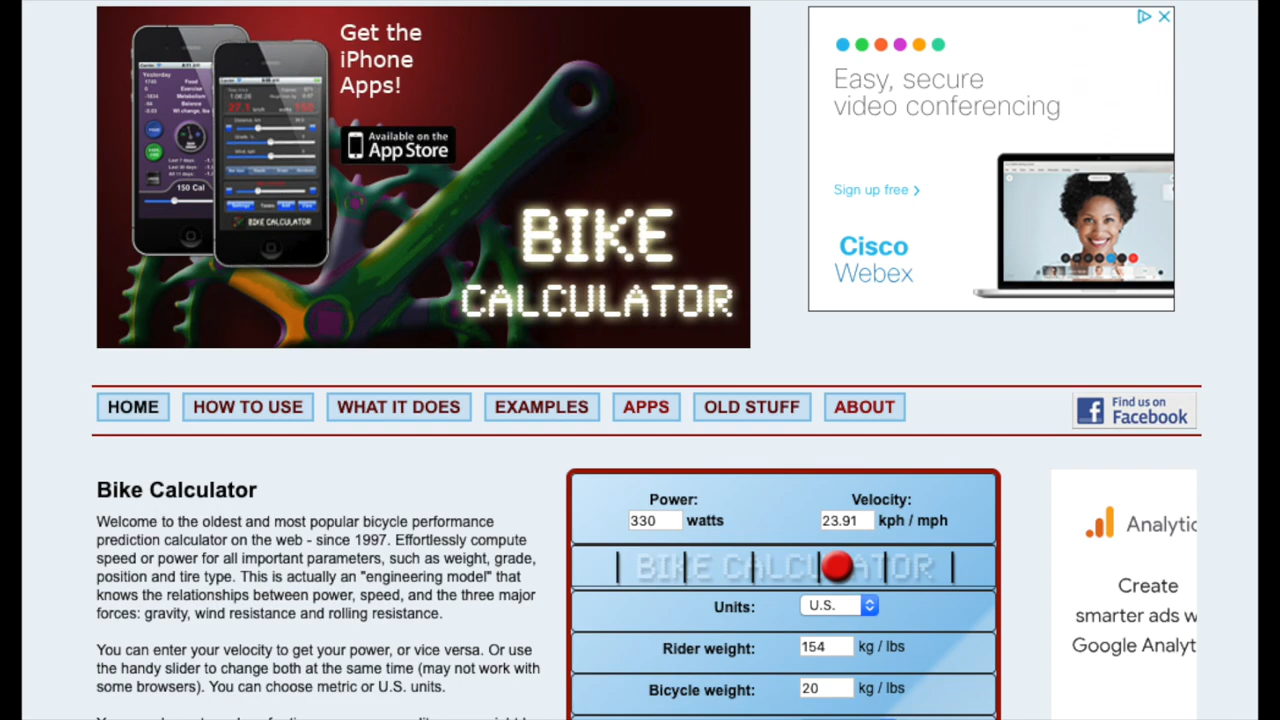 Get the
iPhone
Apps!
Available on the
App Store
Yesterday
150 Cal
BIKE CALCULATOR
BIKE
CALCULATOR
Easy, secure
video conferencing
Sign up free
Cisco
Webex
HOME
HOW TO USE
WHAT IT DOES
EXAMPLES
APPS
OLD STUFF
ABOUT
Find us on
Facebook
Bike Calculator
Welcome to the oldest and most popular bicycle performance
prediction calculator on the web - since 1997. Effortlessly compute
speed or power for all important parameters, such as weight, grade,
position and tire type. This is actually an "engineering model" that
knows the relationships between power, speed, and the three major
forces: gravity, wind resistance and rolling resistance.
You can enter your velocity to get your power, or vice versa. Or use
the handy slider to change both at the same time (may not work with
some browsers). You can choose metric or U.S. units.
Power:
330 watts
Velocity:
23.91 kph / mph
BIKE CALCULATOR
Units: U.S.
Rider weight: 154 kg / lbs
Bicycle weight: 20 kg / lbs
Analytic
Create
smarter ads w
Google Analyt